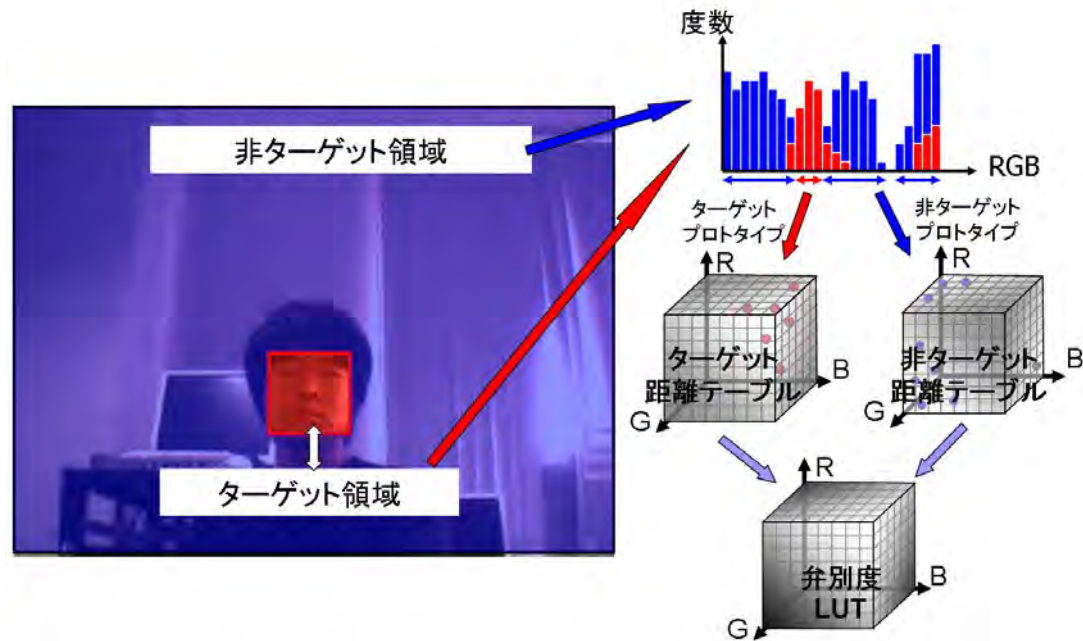 度数
非ターゲット領域
RGB
ターゲット
プロトタイプ
非ターゲット
プロトタイプ
R
R
ターゲット
距離テーブル
B
G
非ターゲット
距離テーブル
B
G
ターゲット領域
R
弁別度
LUT
B
G